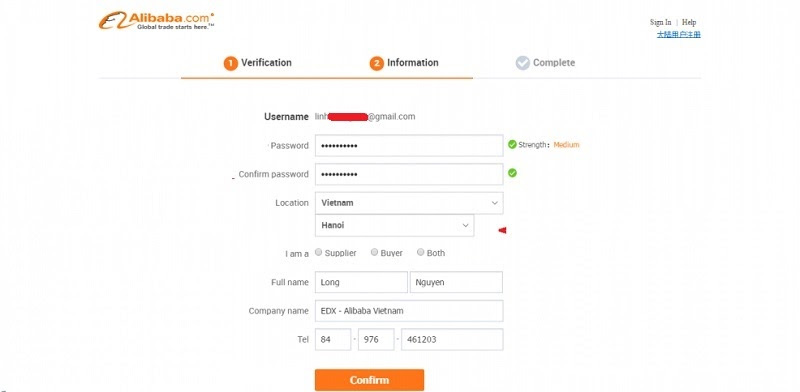 Alibaba.com
Global trade starts here.™
Sign In | Help
大陆用户注册
1 Verification
2 Information
Complete
Username linh @gmail.com
Password •••••••••• Strength: Medium
Confirm password ••••••••••
Location Vietnam
Hanoi
I am a Supplier Buyer Both
Full name Long Nguyen
Company name EDX - Alibaba Vietnam
Tel 84 - 976 - 461203
Confirm